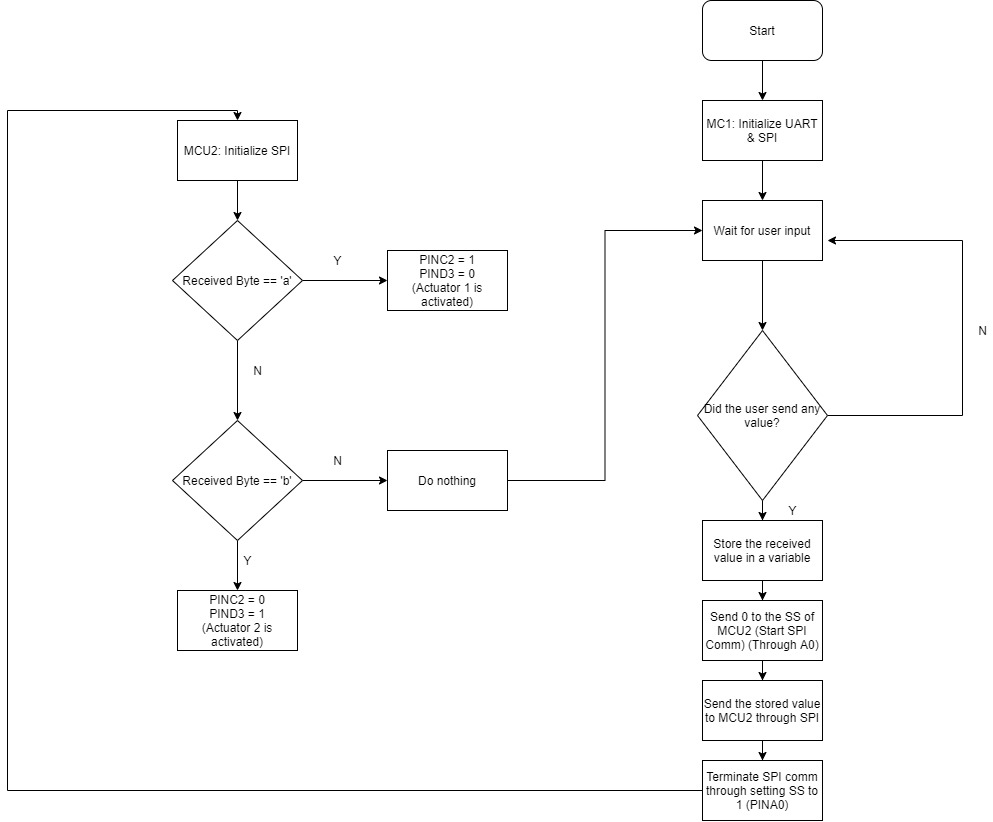 Start
MC1: Initialize UART
& SPI
Wait for user input
N
Did the user send any
value?
Y
Store the received
value in a variable
Send 0 to the SS of
MCU2 (Start SPI
Comm) (Through A0)
Send the stored value
to MCU2 through SPI
Terminate SPI comm
through setting SS to
1 (PINA0)
MCU2: Initialize SPI
Received Byte == 'a'
Y
PINC2 = 1
PIND3 = 0
(Actuator 1 is
activated)
N
Received Byte == 'b'
N
Do nothing
Y
PINC2 = 0
PIND3 = 1
(Actuator 2 is
activated)